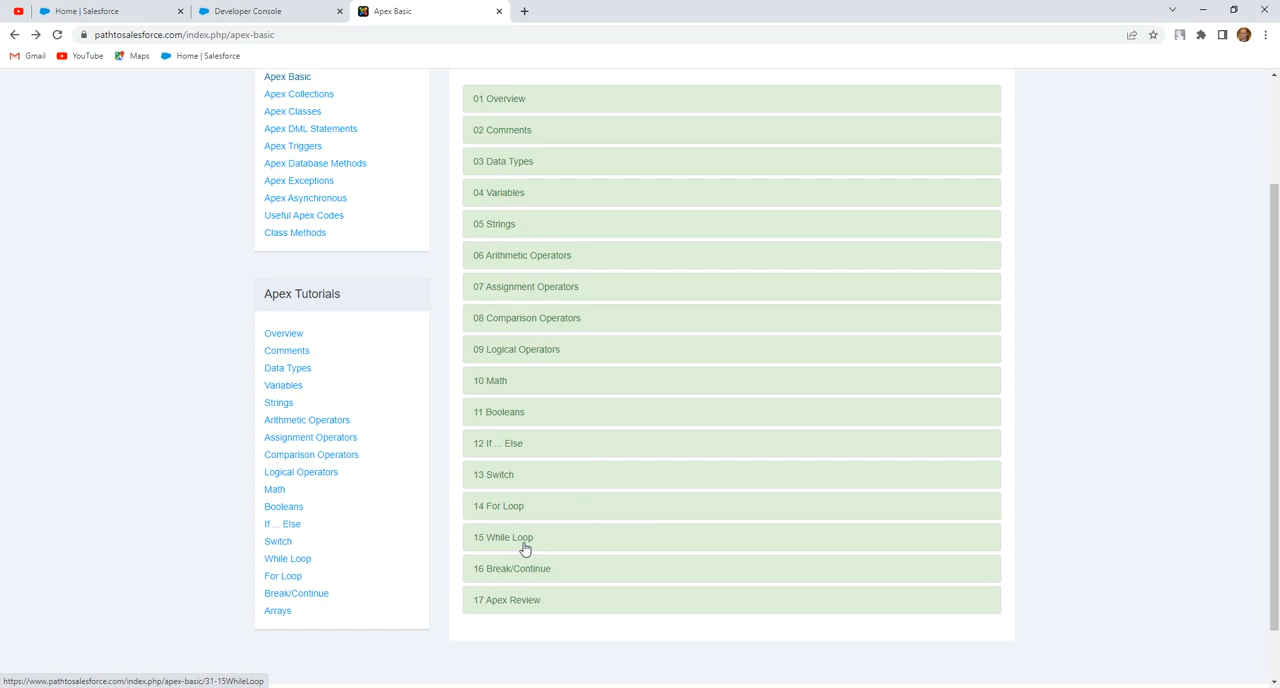 Home | Salesforce
Developer Console
Apex Basic
pathtosalesforce.com/index.php/apex-basic
Gmail
YouTube
Maps
Home | Salesforce
Apex Basic
Apex Collections
Apex Classes
Apex DML Statements
Apex Triggers
Apex Database Methods
Apex Exceptions
Apex Asynchronous
Useful Apex Codes
Class Methods
Apex Tutorials
Overview
Comments
Data Types
Variables
Strings
Arithmetic Operators
Assignment Operators
Comparison Operators
Logical Operators
Math
Booleans
If ... Else
Switch
While Loop
For Loop
Break/Continue
Arrays
01 Overview
02 Comments
03 Data Types
04 Variables
05 Strings
06 Arithmetic Operators
07 Assignment Operators
08 Comparison Operators
09 Logical Operators
10 Math
11 Booleans
12 If ... Else
13 Switch
14 For Loop
15 While Loop
16 Break/Continue
17 Apex Review
https://www.pathtosalesforce.com/index.php/apex-basic/31-15WhileLoop